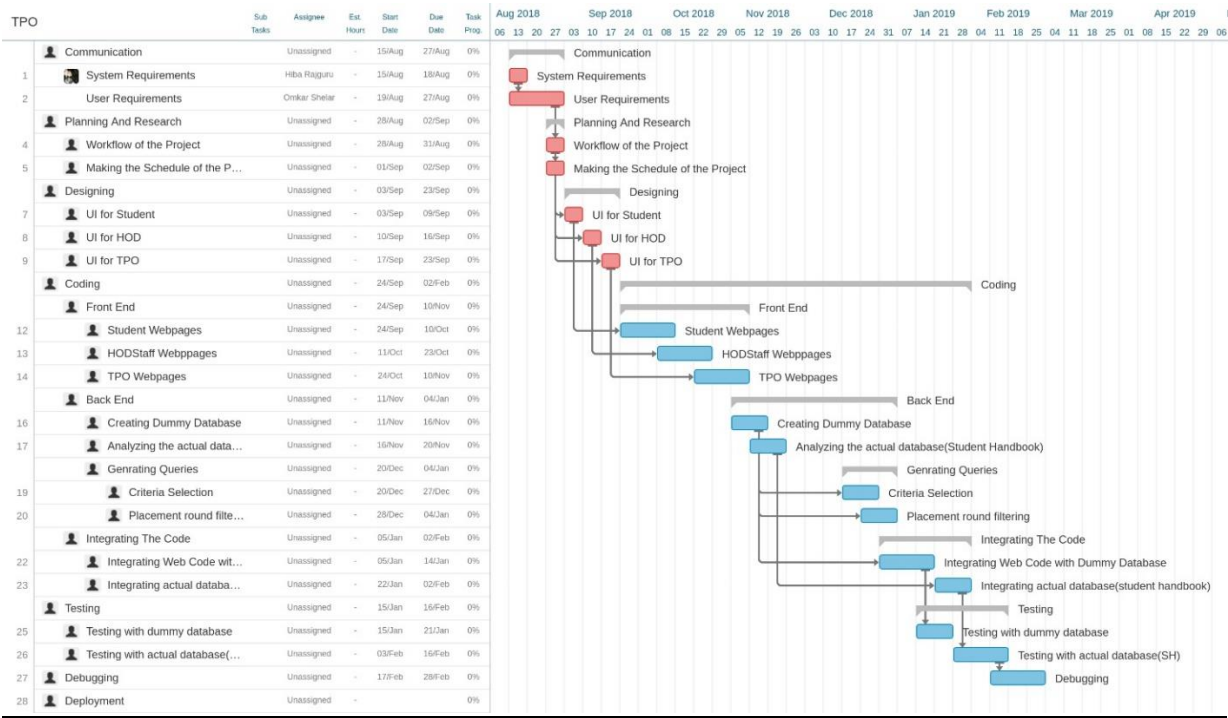 TPO Sub Tasks Assignee Est. Hours Start Date Due Date Task Prog. Aug 2018 Sep 2018 Oct 2018 Nov 2018 Dec 2018 Jan 2019 Feb 2019 Mar 2019 Apr 2019
06 13 20 27 03 10 17 24 01 08 15 22 29 05 12 19 26 03 10 17 24 31 07 14 21 28 04 11 18 25 04 11 18 25 01 08 15 22 29 06
Communication Unassigned - 15/Aug 27/Aug 0% Communication
1 System Requirements Hiba Rajguru - 15/Aug 18/Aug 0% System Requirements
2 User Requirements Omkar Shelar - 19/Aug 27/Aug 0% User Requirements
Planning And Research Unassigned - 28/Aug 02/Sep 0% Planning And Research
4 Workflow of the Project Unassigned - 28/Aug 31/Aug 0% Workflow of the Project
5 Making the Schedule of the P... Unassigned - 01/Sep 02/Sep 0% Making the Schedule of the Project
Designing Unassigned - 03/Sep 23/Sep 0% Designing
7 UI for Student Unassigned - 03/Sep 09/Sep 0% UI for Student
8 UI for HOD Unassigned - 10/Sep 16/Sep 0% UI for HOD
9 UI for TPO Unassigned - 17/Sep 23/Sep 0% UI for TPO
Coding Unassigned - 24/Sep 02/Feb 0% Coding
Front End Unassigned - 24/Sep 10/Nov 0% Front End
12 Student Webpages Unassigned - 24/Sep 10/Oct 0% Student Webpages
13 HODStaff Webppages Unassigned - 11/Oct 23/Oct 0% HODStaff Webppages
14 TPO Webpages Unassigned - 24/Oct 10/Nov 0% TPO Webpages
Back End Unassigned - 11/Nov 04/Jan 0% Back End
16 Creating Dummy Database Unassigned - 11/Nov 16/Nov 0% Creating Dummy Database
17 Analyzing the actual data... Unassigned - 16/Nov 20/Nov 0% Analyzing the actual database(Student Handbook)
Genrating Queries Unassigned - 20/Dec 04/Jan 0% Genrating Queries
19 Criteria Selection Unassigned - 20/Dec 27/Dec 0% Criteria Selection
20 Placement round filte... Unassigned - 28/Dec 04/Jan 0% Placement round filtering
Integrating The Code Unassigned - 05/Jan 02/Feb 0% Integrating The Code
22 Integrating Web Code wit... Unassigned - 05/Jan 14/Jan 0% Integrating Web Code with Dummy Database
23 Integrating actual databa... Unassigned - 22/Jan 02/Feb 0% Integrating actual database(student handbook)
Testing Unassigned - 15/Jan 16/Feb 0% Testing
25 Testing with dummy database Unassigned - 15/Jan 21/Jan 0% Testing with dummy database
26 Testing with actual database(... Unassigned - 03/Feb 16/Feb 0% Testing with actual database(SH)
27 Debugging Unassigned - 17/Feb 28/Feb 0% Debugging
28 Deployment Unassigned - 0%